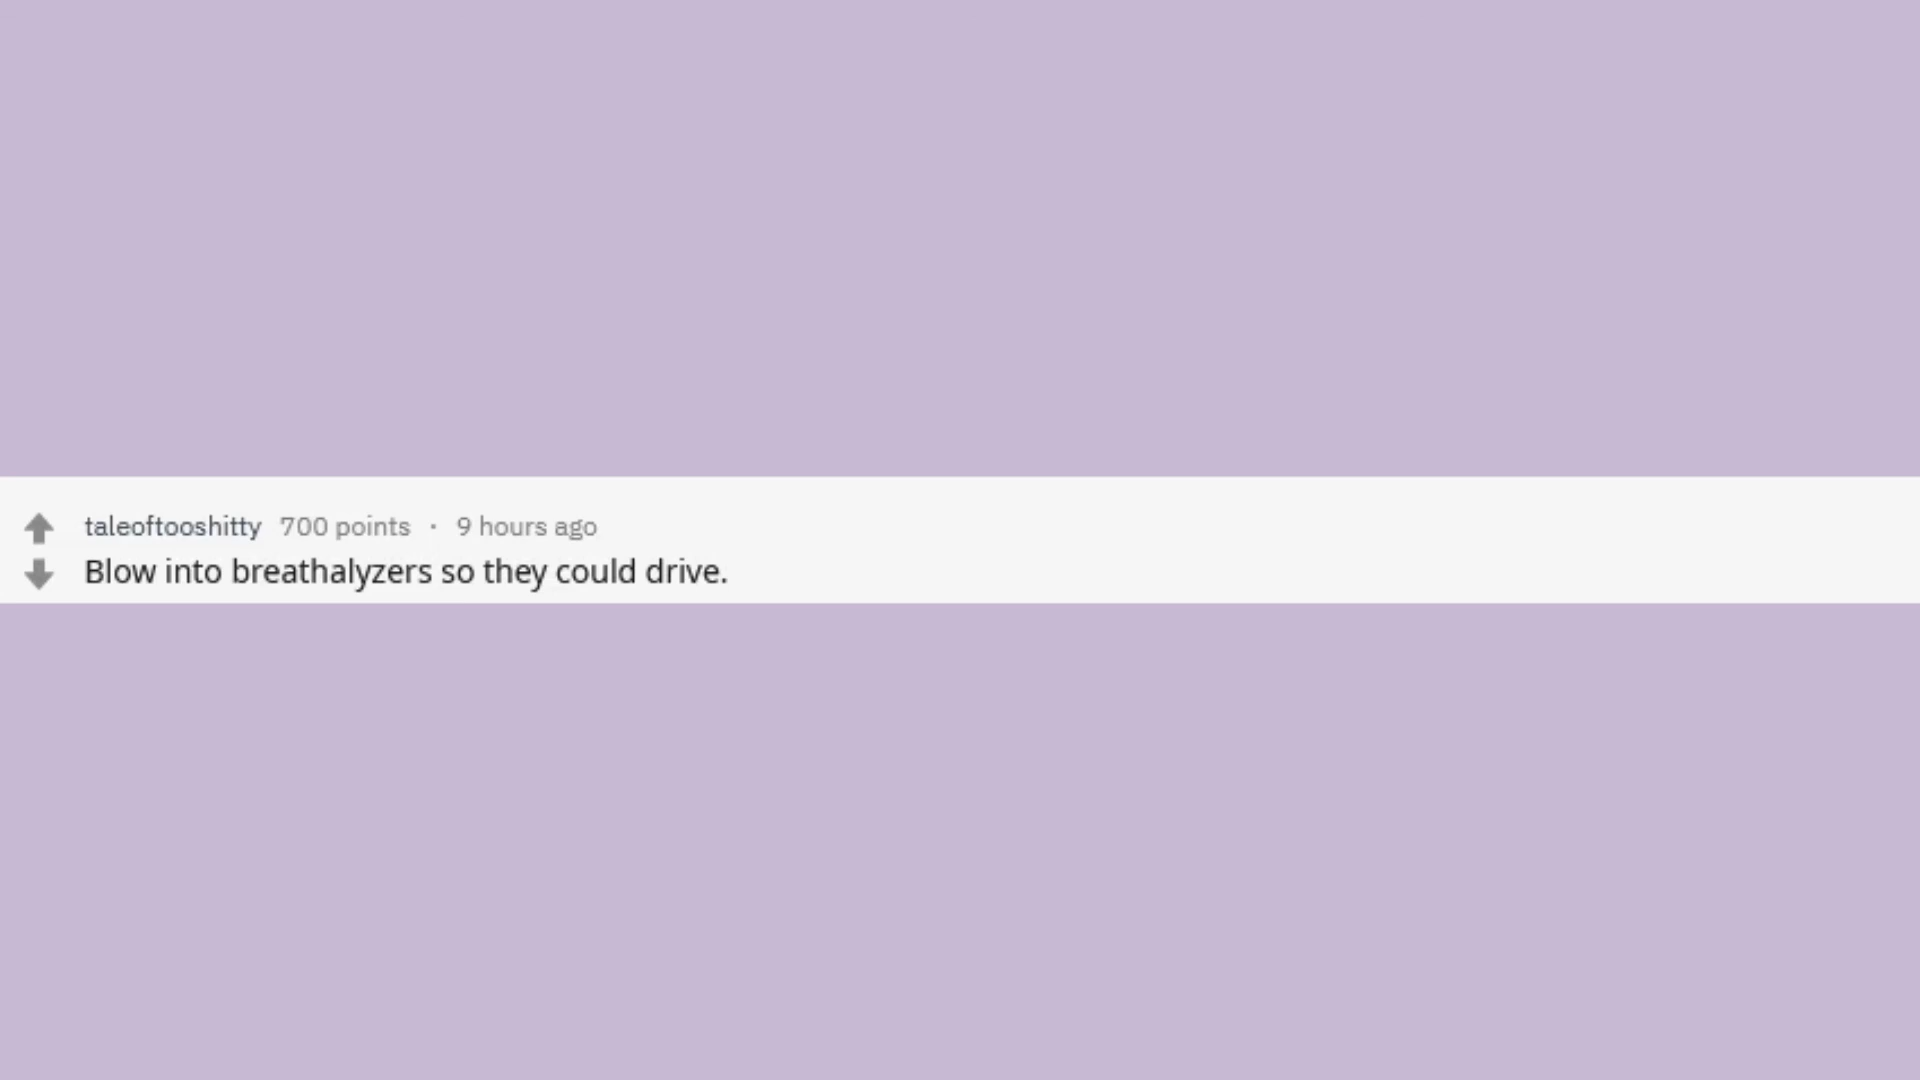 taleoftooshitty 700 points · 9 hours ago
Blow into breathalyzers so they could drive.